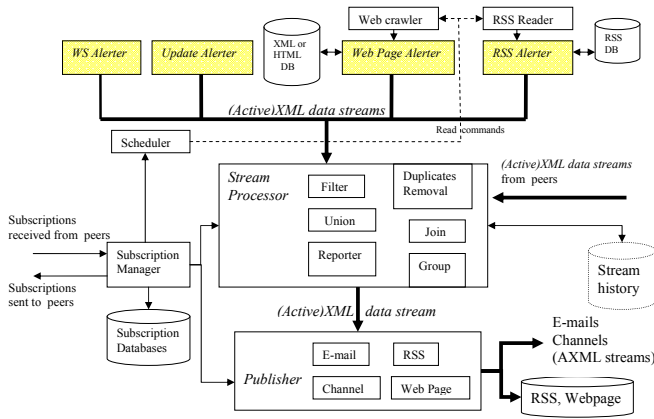 Web crawler
RSS Reader
WS Alerter
Update Alerter
XML or
HTML
DB
Web Page Alerter
RSS Alerter
RSS
DB
(Active)XML data streams
Read commands
Scheduler
Stream
Processor
Filter
Duplicates
Removal
Union
Join
Reporter
Group
(Active)XML data streams
from peers
Subscriptions
received from peers
Subscription
Manager
Subscriptions
sent to peers
Stream
history
Subscription
Databases
(Active)XML data stream
E-mail
RSS
Channel
Web Page
Publisher
E-mails
Channels
(AXML streams)
RSS, Webpage